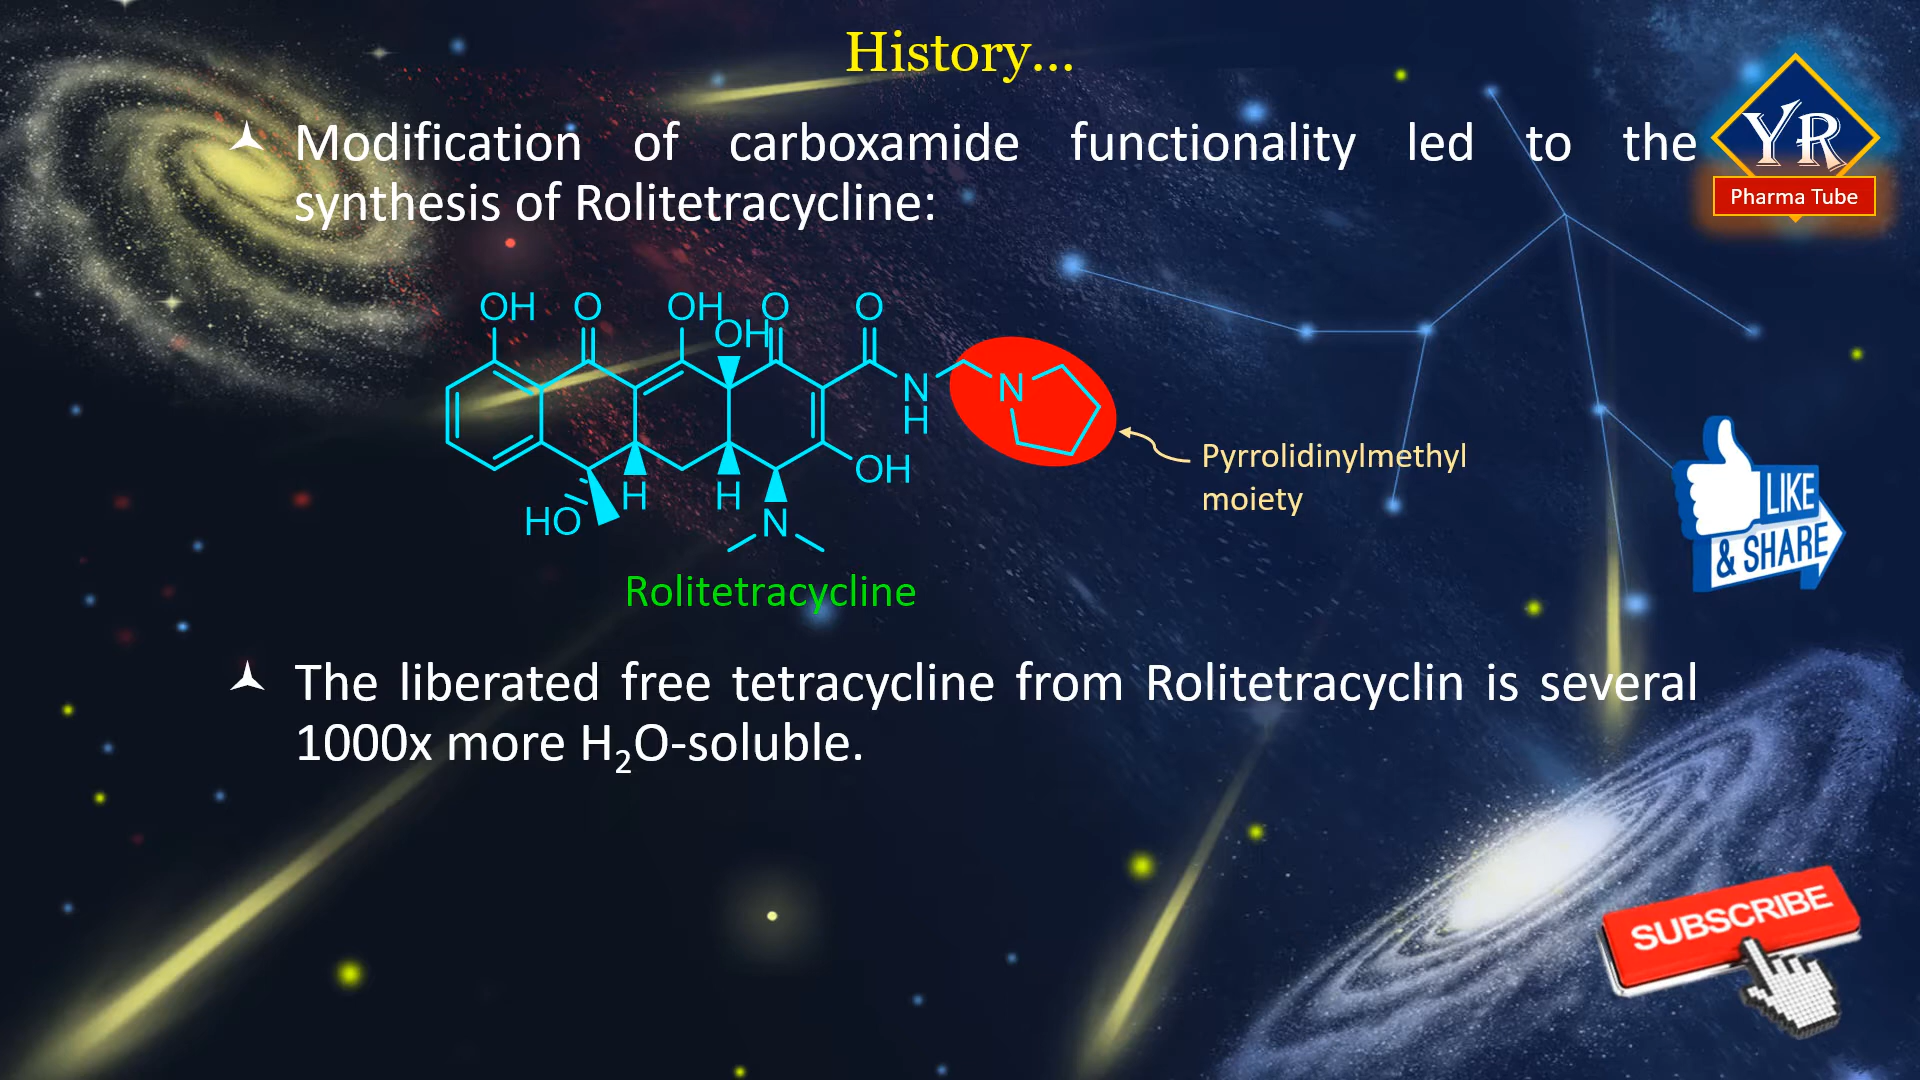 History...
YR
Pharma Tube
Modification of carboxamide functionality led to the
synthesis of Rolitetracycline:
OH O OH O O
OH
N
H
N
OH
H H
HO
N
Pyrrolidinylmethyl
moiety
Rolitetracycline
LIKE
& SHARE
The liberated free tetracycline from Rolitetracyclin is several
1000x more H₂O-soluble.
SUBSCRIBE